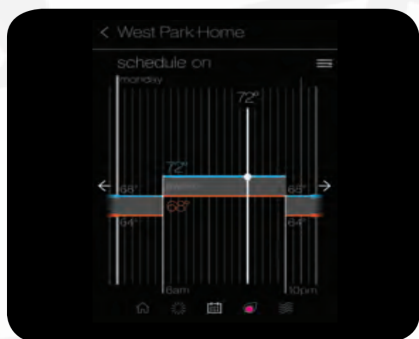 < West Park Home
schedule on
monday
72°
72°
68° 68°
68°
64° 64°
6am 10pm